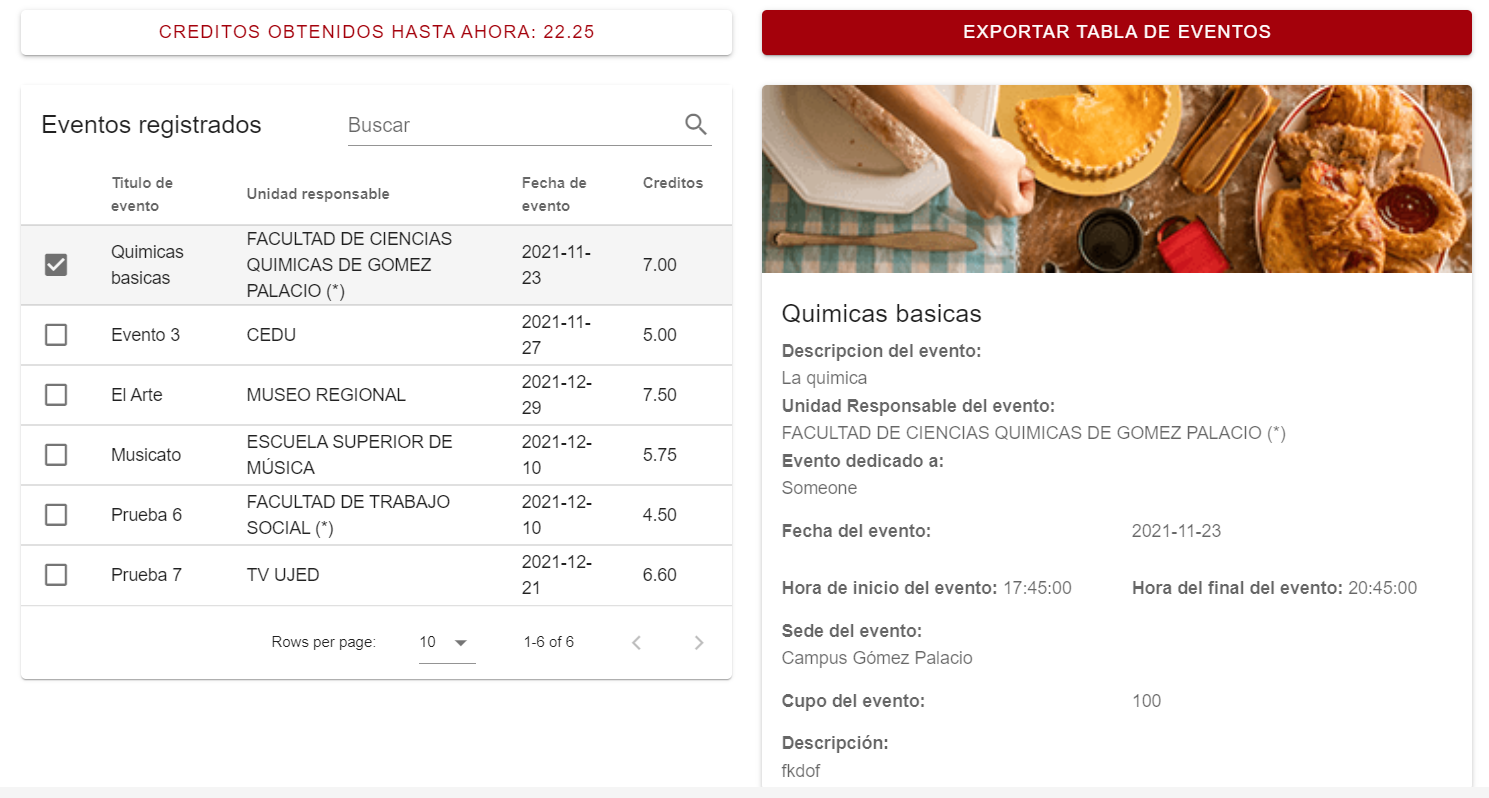 CREDITOS OBTENIDOS HASTA AHORA: 22.25
EXPORTAR TABLA DE EVENTOS
Eventos registrados
Buscar
Titulo de
evento
Unidad responsable
Fecha de
evento
Creditos
Quimicas
basicas
FACULTAD DE CIENCIAS
QUIMICAS DE GOMEZ
PALACIO (*)
2021-11-
23
7.00
Evento 3
CEDU
2021-11-
27
5.00
El Arte
MUSEO REGIONAL
2021-12-
29
7.50
Musicato
ESCUELA SUPERIOR DE
MÚSICA
2021-12-
10
5.75
Prueba 6
FACULTAD DE TRABAJO
SOCIAL (*)
2021-12-
10
4.50
Prueba 7
TV UJED
2021-12-
21
6.60
Rows per page:
10
1-6 of 6
Quimicas basicas
Descripcion del evento:
La quimica
Unidad Responsable del evento:
FACULTAD DE CIENCIAS QUIMICAS DE GOMEZ PALACIO (*)
Evento dedicado a:
Someone
Fecha del evento: 2021-11-23
Hora de inicio del evento: 17:45:00 Hora del final del evento: 20:45:00
Sede del evento:
Campus Gómez Palacio
Cupo del evento: 100
Descripción:
fkdof